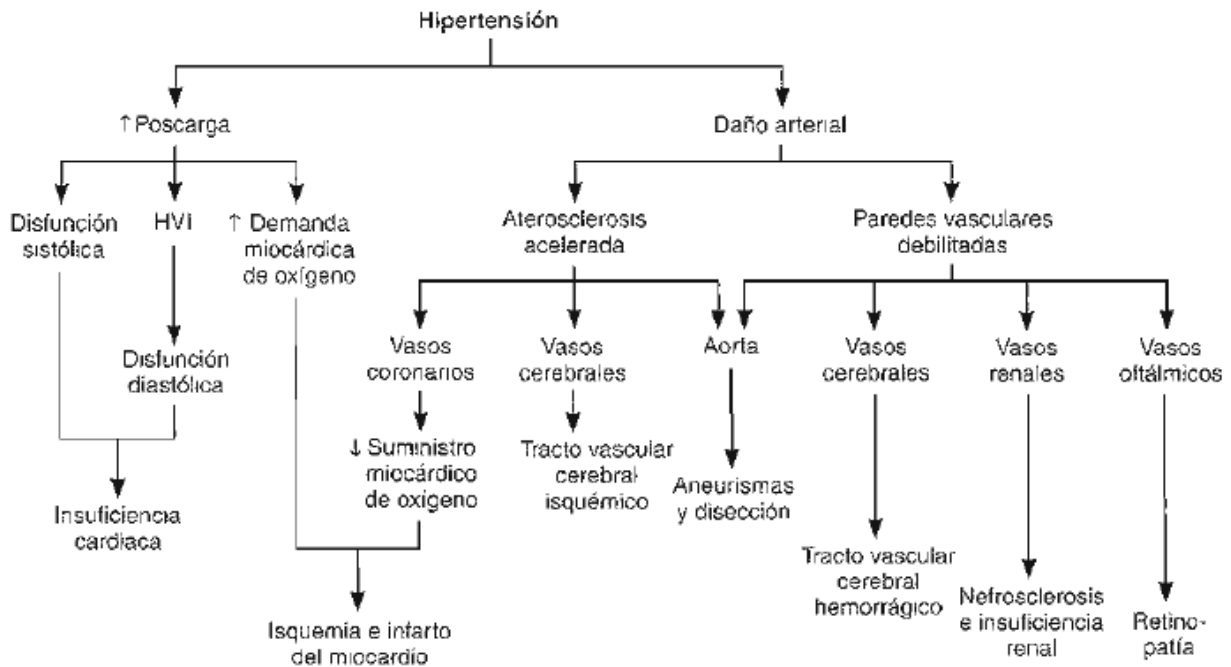 Hipertensión
↑ Poscarga
Daño arterial
Disfunción
sistólica
HVI
↑ Demanda
miocárdica
de oxígeno
Aterosclerosis
acelerada
Paredes vasculares
debilitadas
Disfunción
diastólica
Vasos
coronarios
Vasos
cerebrales
Aorta
Vasos
cerebrales
Vasos
renales
Vasos
oftálmicos
↓ Suministro
miocárdico
de oxígeno
Tracto vascular
cerebral
isquémico
Aneurismas
y disección
Insuficiencia
cardiaca
Tracto vascular
cerebral
hemorrágico
Nefrosclerosis
e insuficiencia
renal
Retino-
patía
Isquemia e infarto
del miocardio